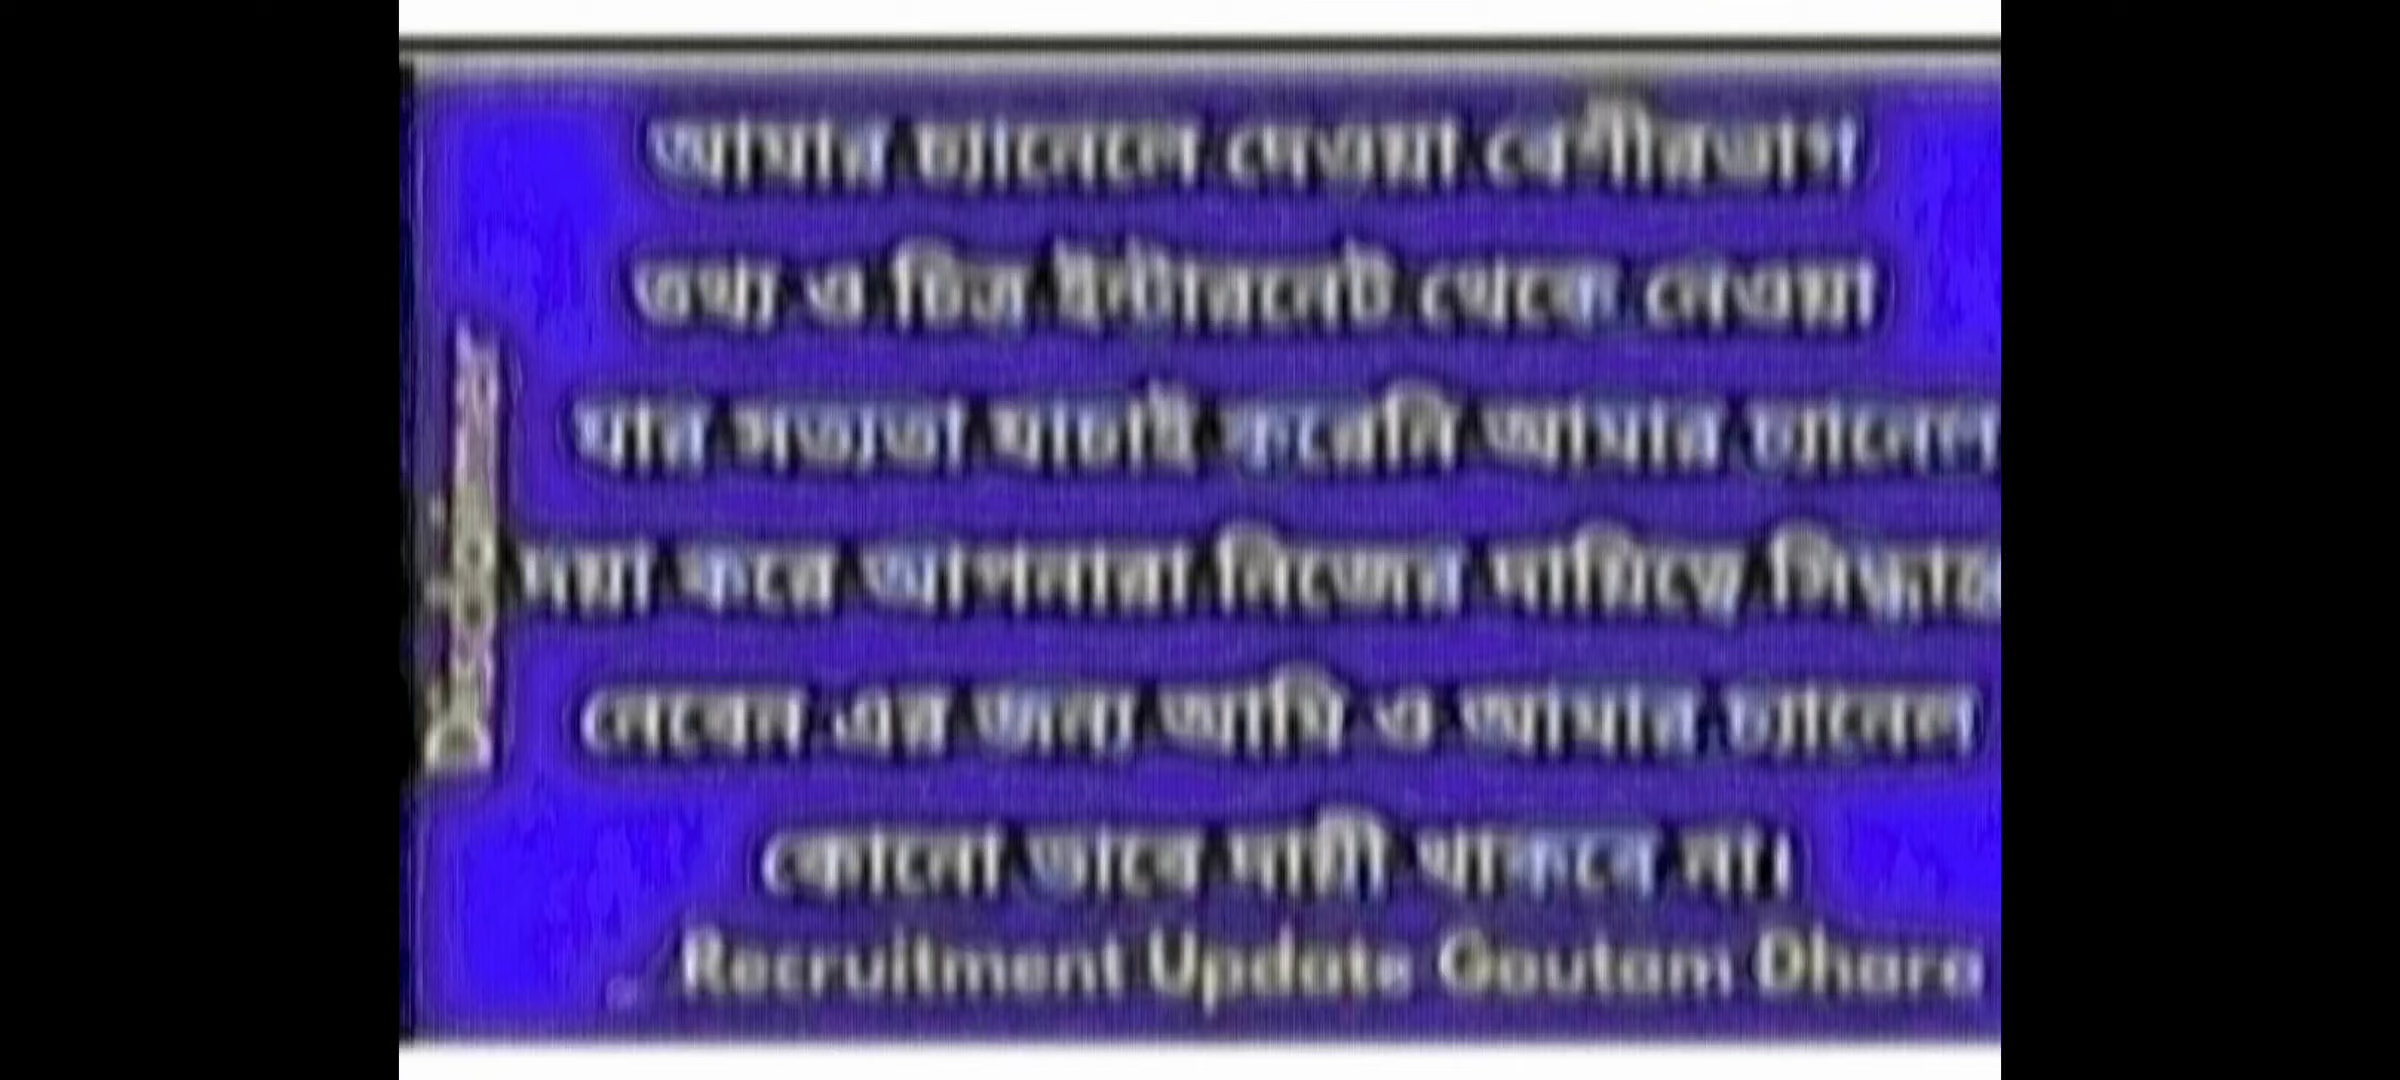 আমার চ্যানেলে দেওয়া বেশীরভাগ
তথ্য ও চিত্র ইন্টারনেট থেকে নেওয়া
যার সত্যতা যাচাই করেনি আমার চ্যানেল
দয়া করে আপনারা নিজের দায়িত্বে
নেবেন এর জন্য আমি ও আমার চ্যানেল
কোনো ভাবে দায়ী থাকবে না।
Recruitment Update Goutam Dhara